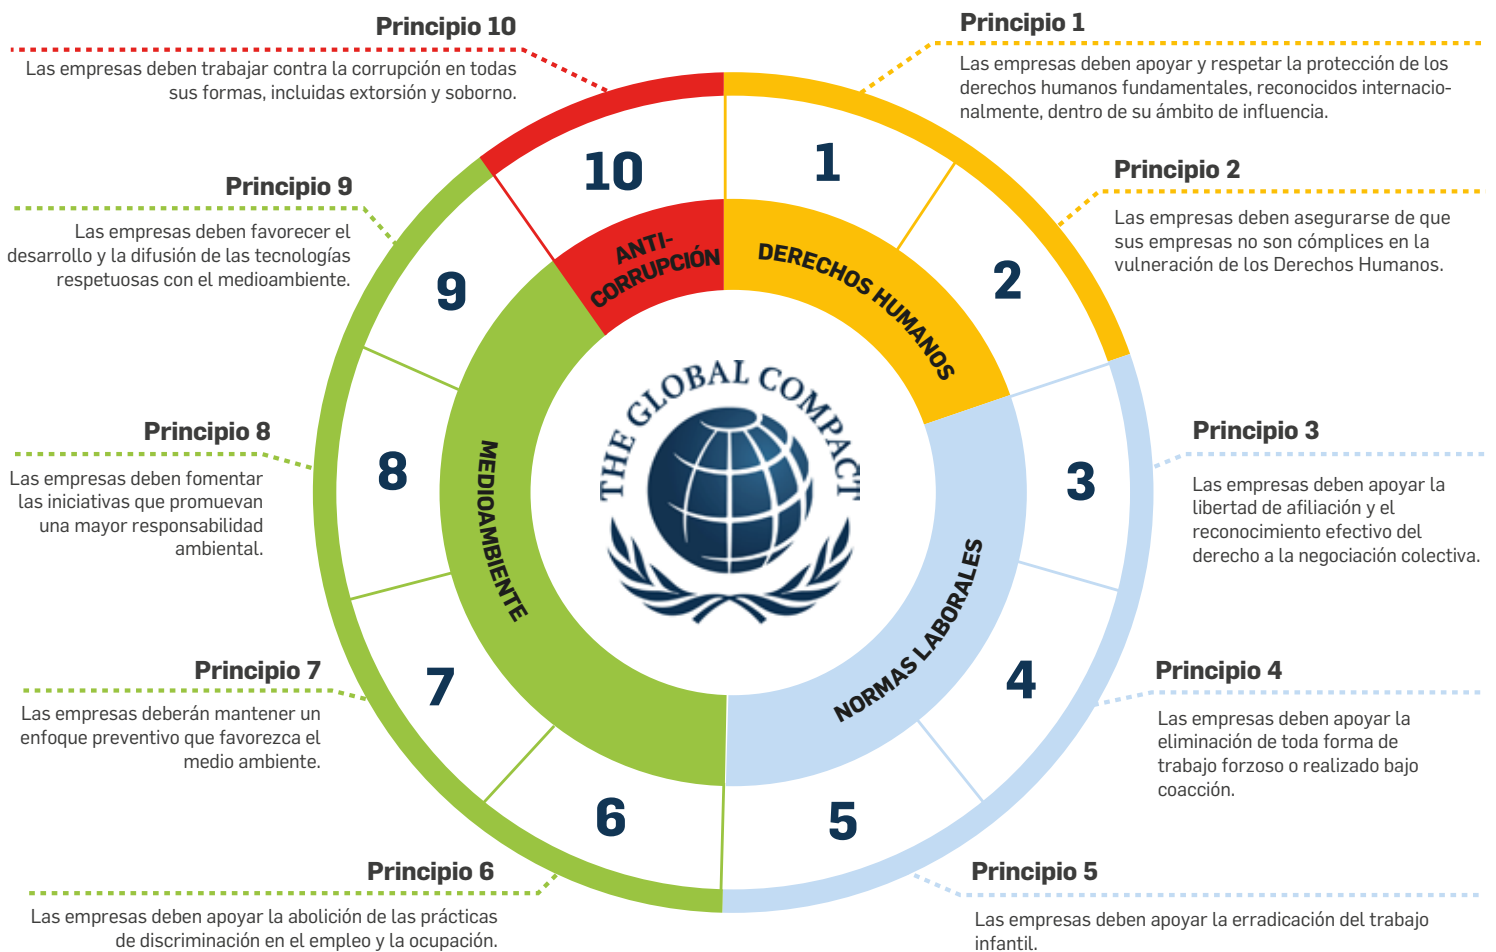 Principio 10
Las empresas deben trabajar contra la corrupción en todas
sus formas, incluidas extorsión y soborno.
Principio 1
Las empresas deben apoyar y respetar la protección de los
derechos humanos fundamentales, reconocidos internacio-
nalmente, dentro de su ámbito de influencia.
Principio 2
Las empresas deben asegurarse de que
sus empresas no son cómplices en la
vulneración de los Derechos Humanos.
Principio 9
Las empresas deben favorecer el
desarrollo y la difusión de las tecnologías
respetuosas con el medioambiente.
10
1
2
9
ANTI-
CORRUPCIÓN
DERECHOS HUMANOS
THE GLOBAL COMPACT
Principio 8
Las empresas deben fomentar
las iniciativas que promuevan
una mayor responsabilidad
ambiental.
8
MEDIOAMBIENTE
3
Principio 3
Las empresas deben apoyar la
libertad de afiliación y el
reconocimiento efectivo del
derecho a la negociación colectiva.
NORMAS LABORALES
Principio 7
Las empresas deberán mantener un
enfoque preventivo que favorezca el
medio ambiente.
7
4
Principio 4
Las empresas deben apoyar la
eliminación de toda forma de
trabajo forzoso o realizado bajo
coacción.
6
5
Principio 6
Las empresas deben apoyar la abolición de las prácticas
de discriminación en el empleo y la ocupación.
Principio 5
Las empresas deben apoyar la erradicación del trabajo
infantil.